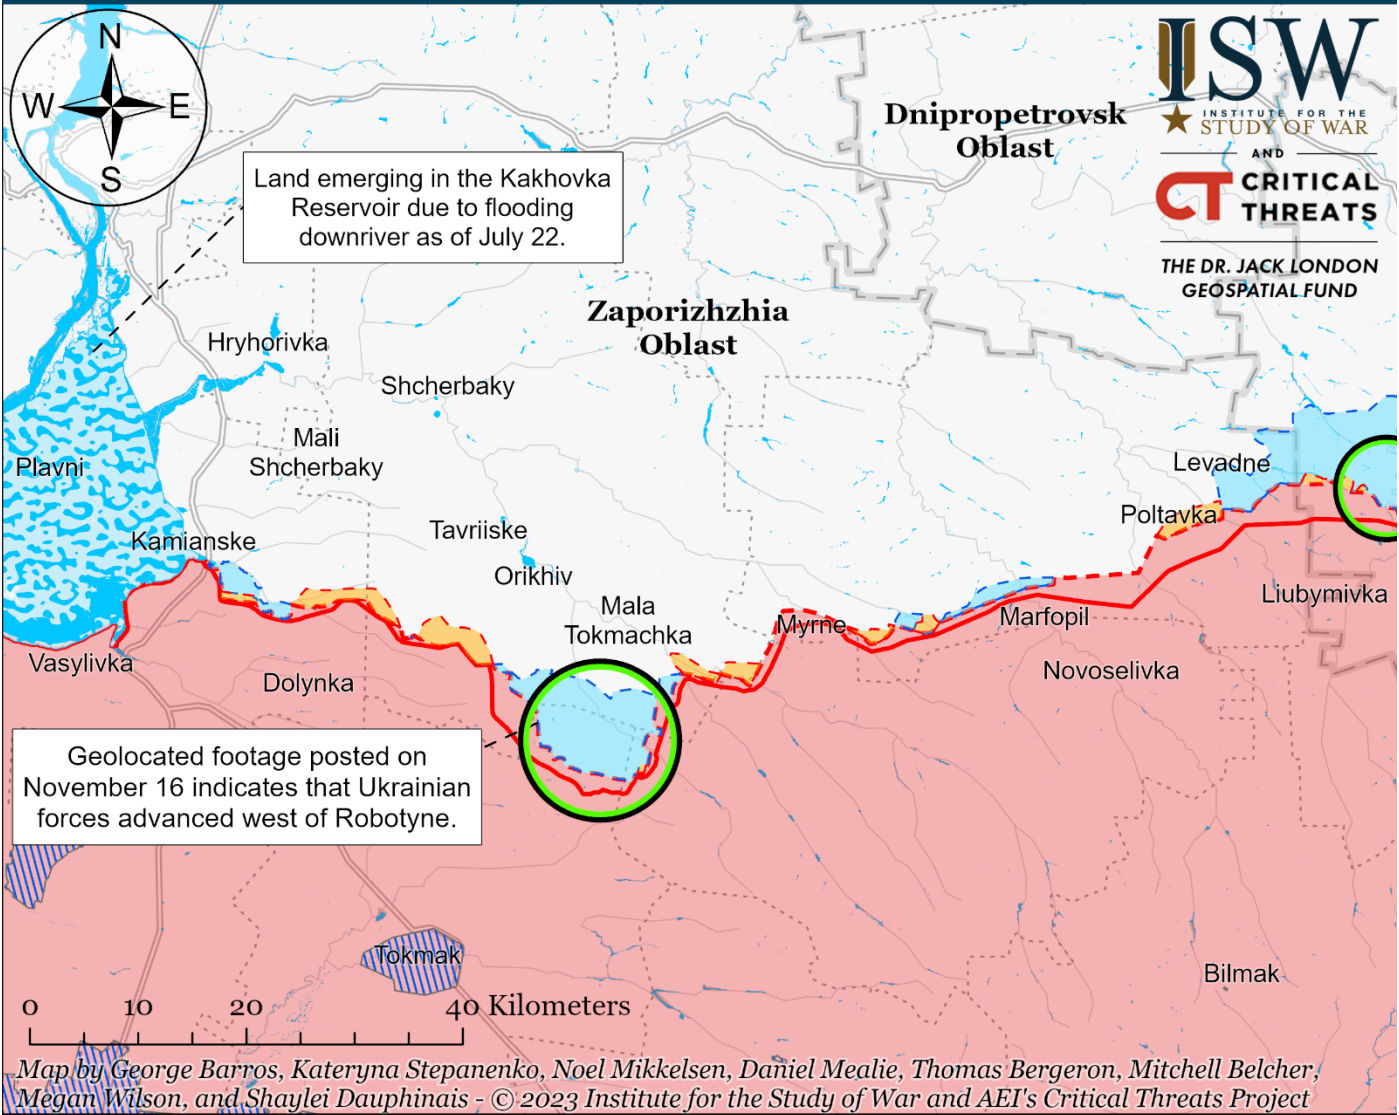 N
W
E
S
ISW
INSTITUTE FOR THE
STUDY OF WAR
AND
CT CRITICAL
THREATS
THE DR. JACK LONDON
GEOSPATIAL FUND
Dnipropetrovsk
Oblast
Land emerging in the Kakhovka
Reservoir due to flooding
downriver as of July 22.
Zaporizhzhia
Oblast
Hryhorivka
Shcherbaky
Mali
Shcherbaky
Plavni
Levadne
Poltavka
Kamianske
Tavriiske
Orikhiv
Mala
Tokmachka
Myrne
Marfopil
Liubymivka
Vasylivka
Dolynka
Novoselivka
Geolocated footage posted on
November 16 indicates that Ukrainian
forces advanced west of Robotyne.
Tokmak
Bilmak
0 10 20 40 Kilometers
Map by George Barros, Kateryna Stepanenko, Noel Mikkelsen, Daniel Mealie, Thomas Bergeron, Mitchell Belcher,
Megan Wilson, and Shaylei Dauphinais - © 2023 Institute for the Study of War and AEI's Critical Threats Project